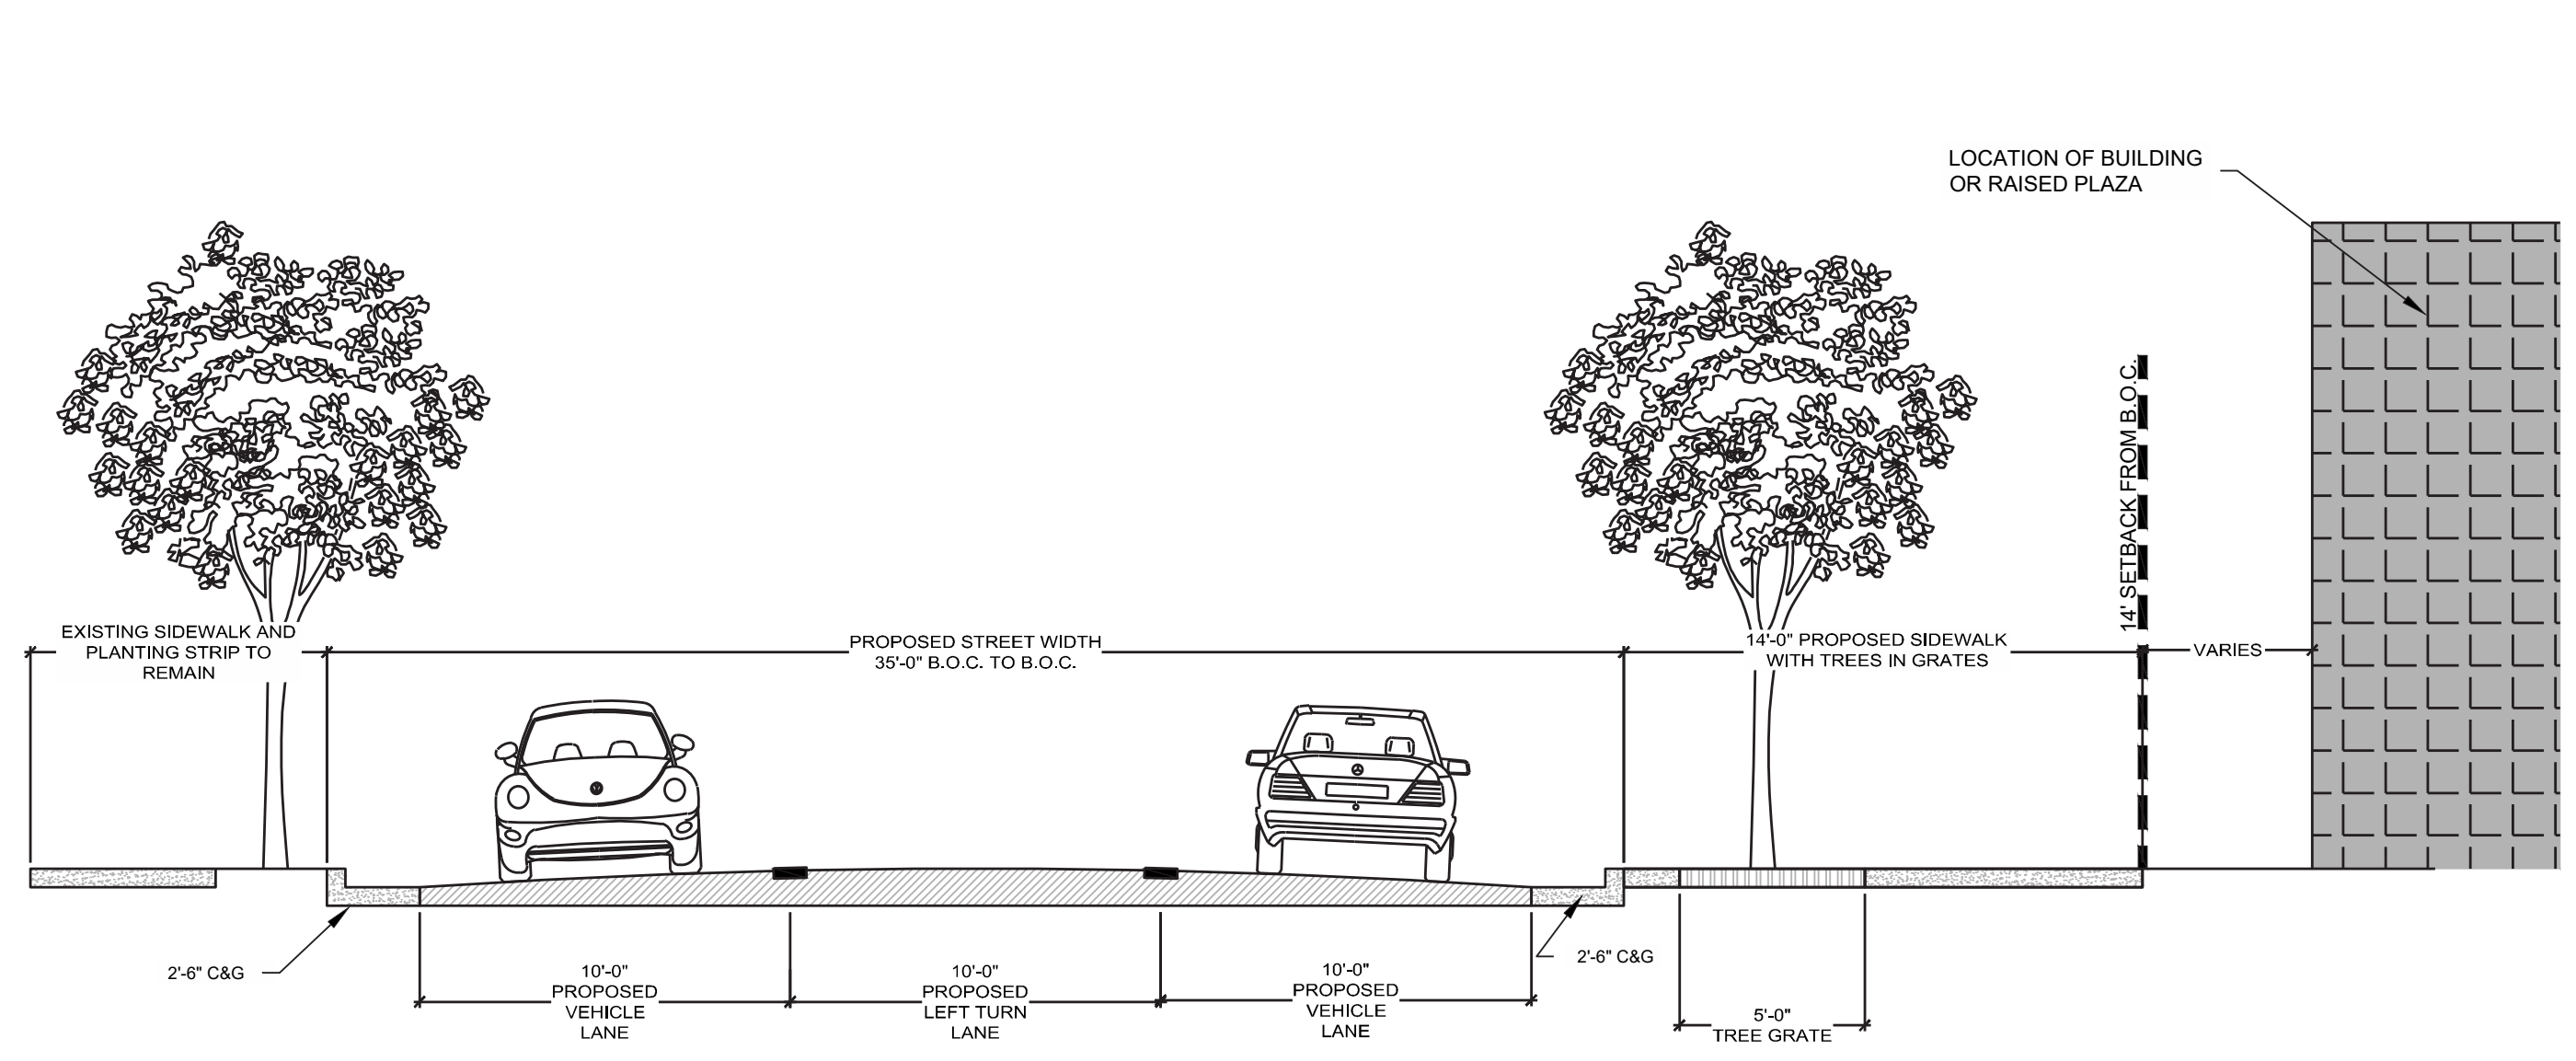 LOCATION OF BUILDING
OR RAISED PLAZA
14' SETBACK FROM B.O.C.
EXISTING SIDEWALK AND
PLANTING STRIP TO
REMAIN
PROPOSED STREET WIDTH
35'-0" B.O.C. TO B.O.C.
14'-0" PROPOSED SIDEWALK
WITH TREES IN GRATES
VARIES
2'-6" C&G
10'-0"
PROPOSED
VEHICLE
LANE
10'-0"
PROPOSED
LEFT TURN
LANE
10'-0"
PROPOSED
VEHICLE
LANE
2'-6" C&G
5'-0"
TREE GRATE